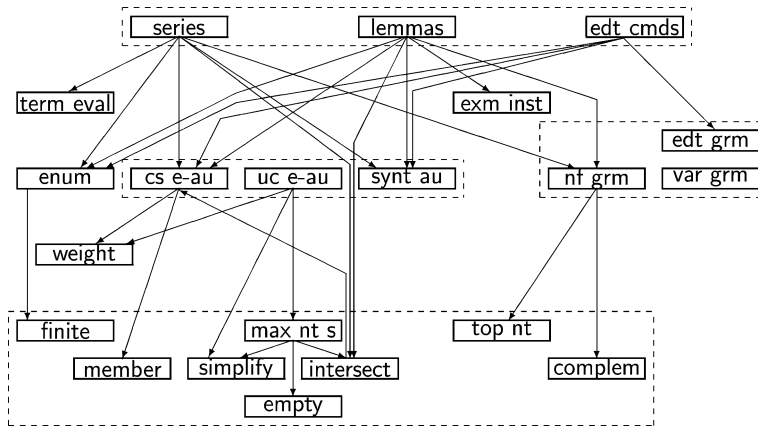 series lemmas edt cmds
term eval exm inst
edt grm
enum cs e-au uc e-au synt au nf grm var grm
weight
finite max nt s top nt
member simplify intersect complem
empty